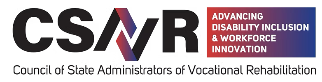 CSAVR
ADVANCING
DISABILITY INCLUSION
& WORKFORCE
INNOVATION
Council of State Administrators of Vocational Rehabilitation